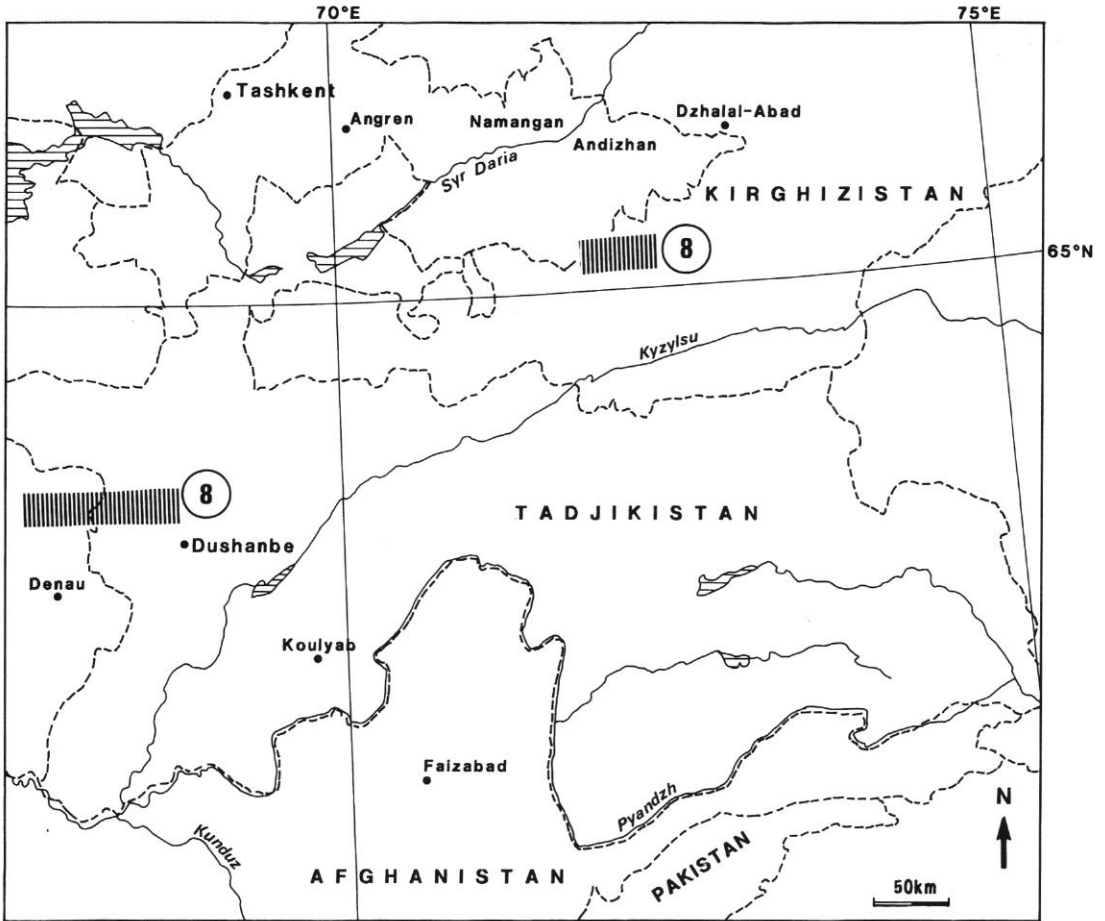 70°E
75°E
Tashkent
Angren
Namangan
Dzhalal-Abad
Andizhan
Syr Daria
KIRGHIZISTAN
8
65°N
Kyzylsu
8
TADJIKISTAN
Dushanbe
Denau
Koulyab
Faizabad
Pyandzh
N
Kunduz
AFGHANISTAN
PAKISTAN
50km